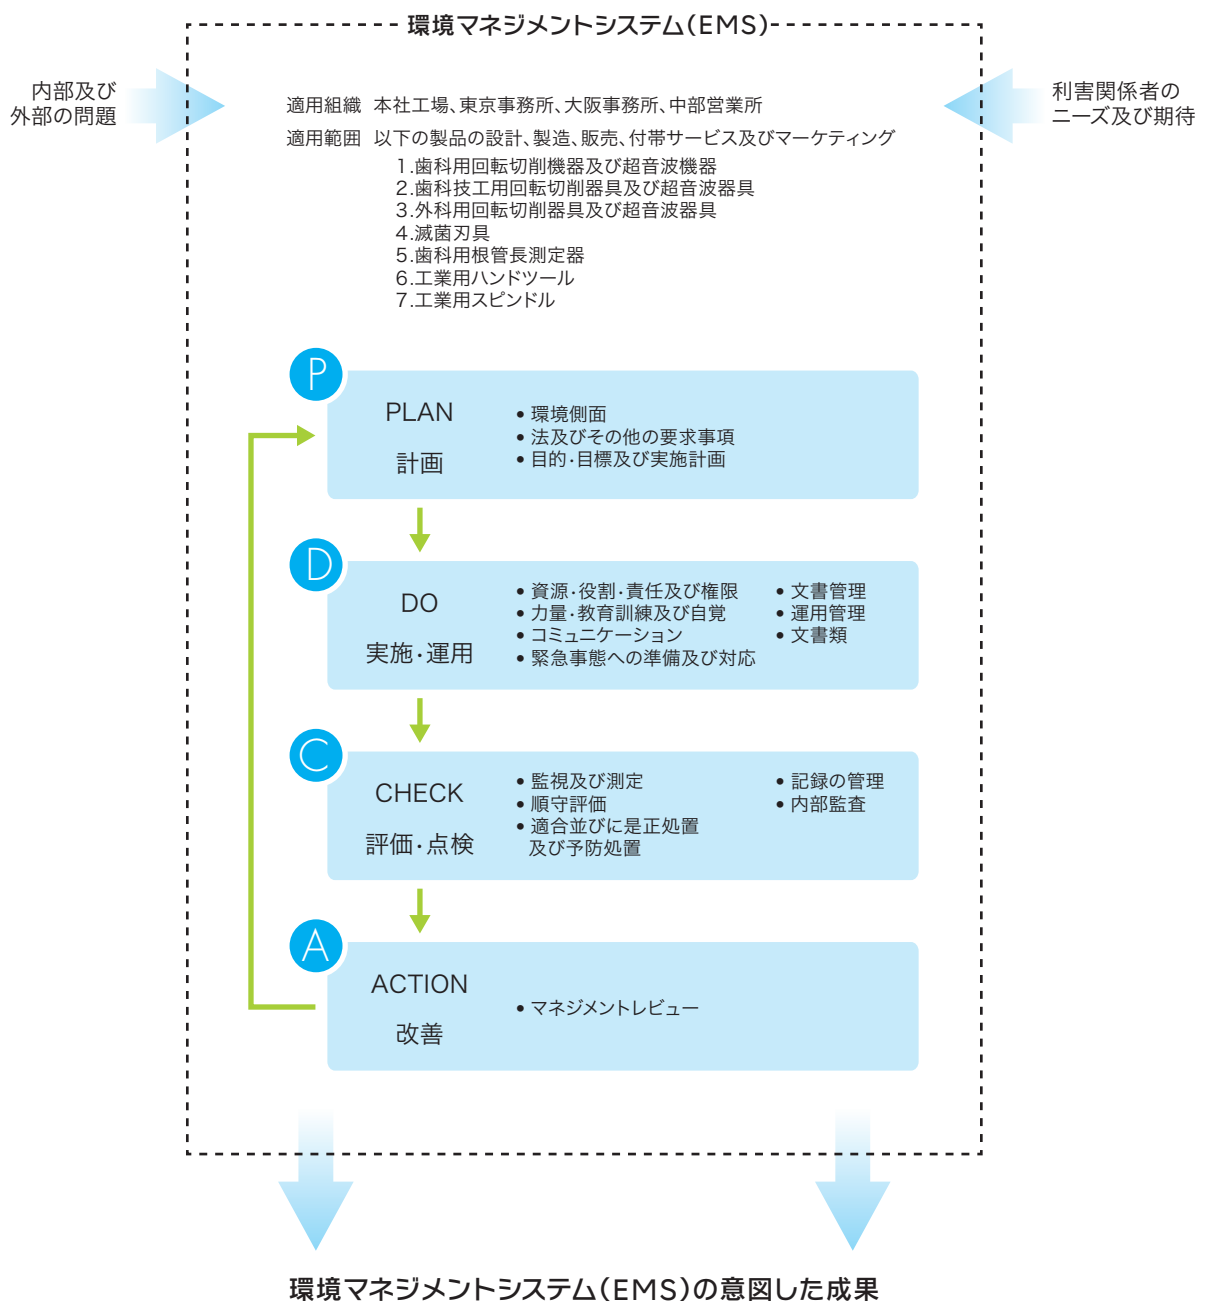 環境マネジメントシステム(EMS)
内部及び
外部の問題
利害関係者の
ニーズ及び期待
適用組織 本社工場、東京事務所、大阪事務所、中部営業所
適用範囲 以下の製品の設計、製造、販売、付帯サービス及びマーケティング
1.歯科用回転切削機器及び超音波機器
2.歯科技工用回転切削器具及び超音波器具
3.外科用回転切削器具及び超音波器具
4.滅菌刃具
5.歯科用根管長測定器
6.工業用ハンドツール
7.工業用スピンドル
P
PLAN
計画
• 環境側面
• 法及びその他の要求事項
• 目的・目標及び実施計画
D
DO
実施・運用
• 資源・役割・責任及び権限
• 力量・教育訓練及び自覚
• コミュニケーション
• 緊急事態への準備及び対応
• 文書管理
• 運用管理
• 文書類
C
CHECK
評価・点検
• 監視及び測定
• 順守評価
• 適合並びに是正処置
及び予防処置
• 記録の管理
• 内部監査
A
ACTION
改善
• マネジメントレビュー
環境マネジメントシステム(EMS)の意図した成果